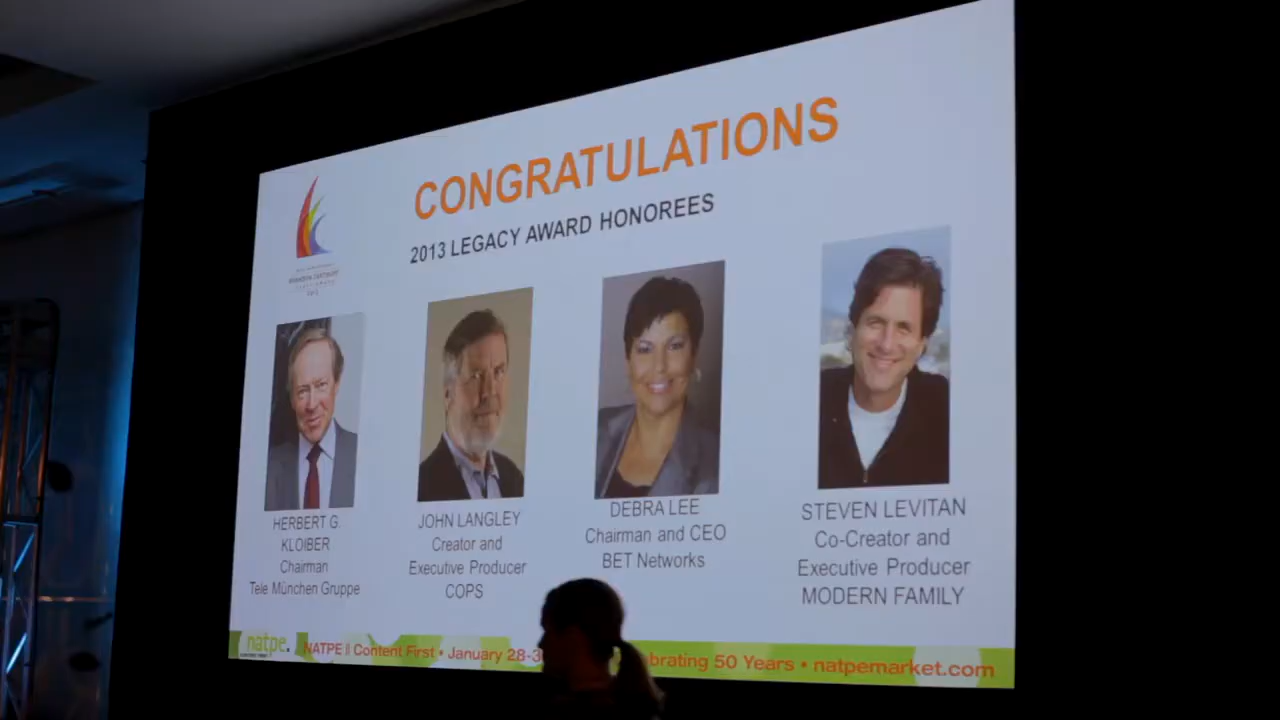 CONGRATULATIONS
2013 LEGACY AWARD HONOREES
HERBERT G.
KLOIBER
Chairman
Tele München Gruppe
JOHN LANGLEY
Creator and
Executive Producer
COPS
DEBRA LEE
Chairman and CEO
BET Networks
STEVEN LEVITAN
Co-Creator and
Executive Producer
MODERN FAMILY
natpe.
NATPE || Content First • January 28-3 brating 50 Years • natpemarket.com